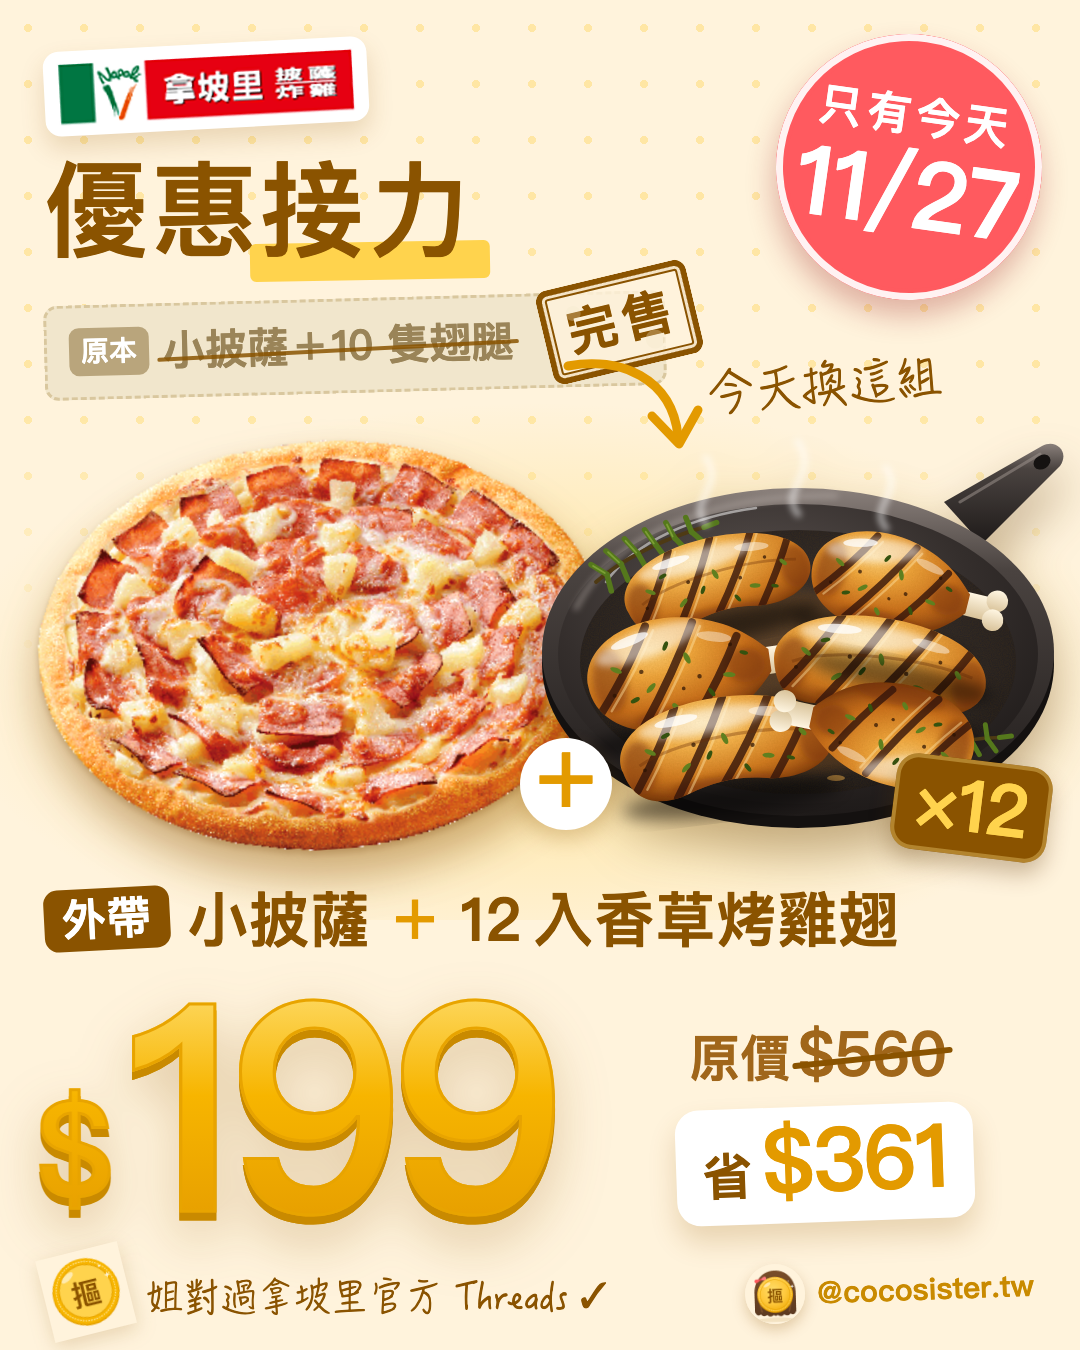 Napoli 拿坡里 披薩 炸雞
只有今天
11/27
優惠接力
原本 小披薩+10 隻翅腿
完售
今天換這組
+
×12
外帶 小披薩 + 12 入香草烤雞翅
$199
原價 $560
省 $361
摳 姐對過拿坡里官方 Threads ✓
摳 @cocosister.tw